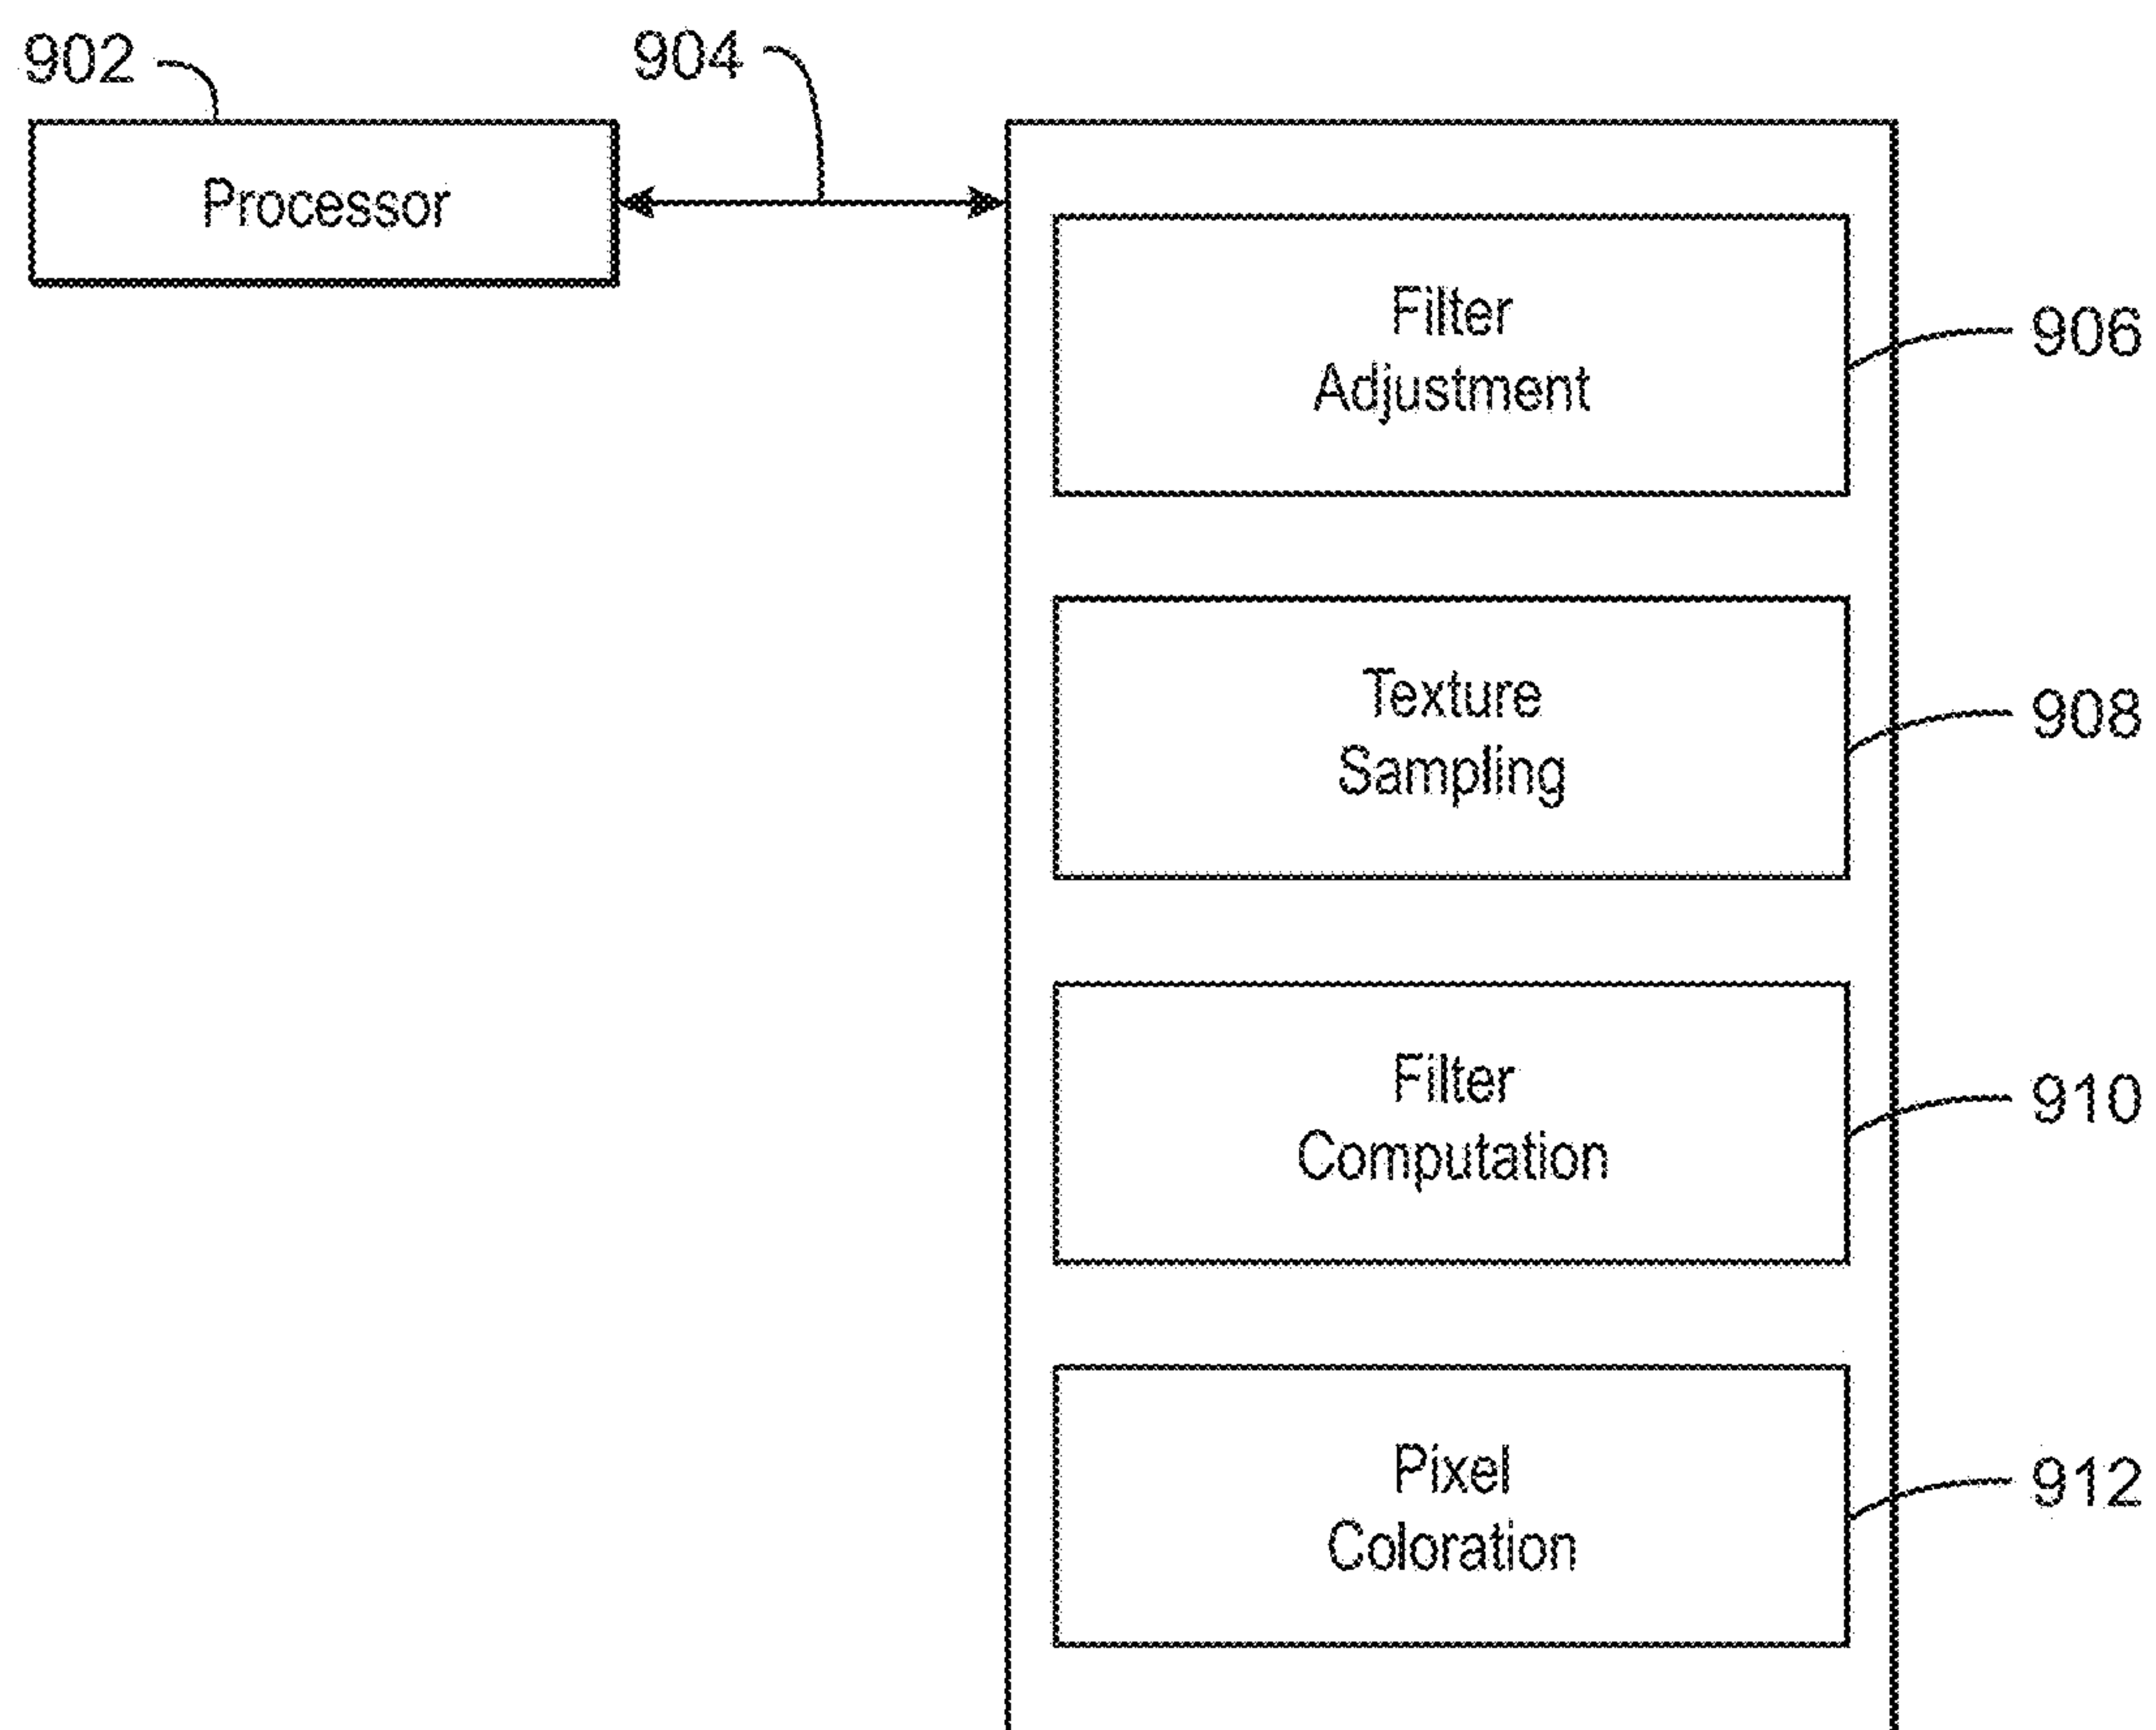 902
904
Processor
Filter
Adjustment
906
Texture
Sampling
908
Filter
Computation
910
Pixel
Coloration
912